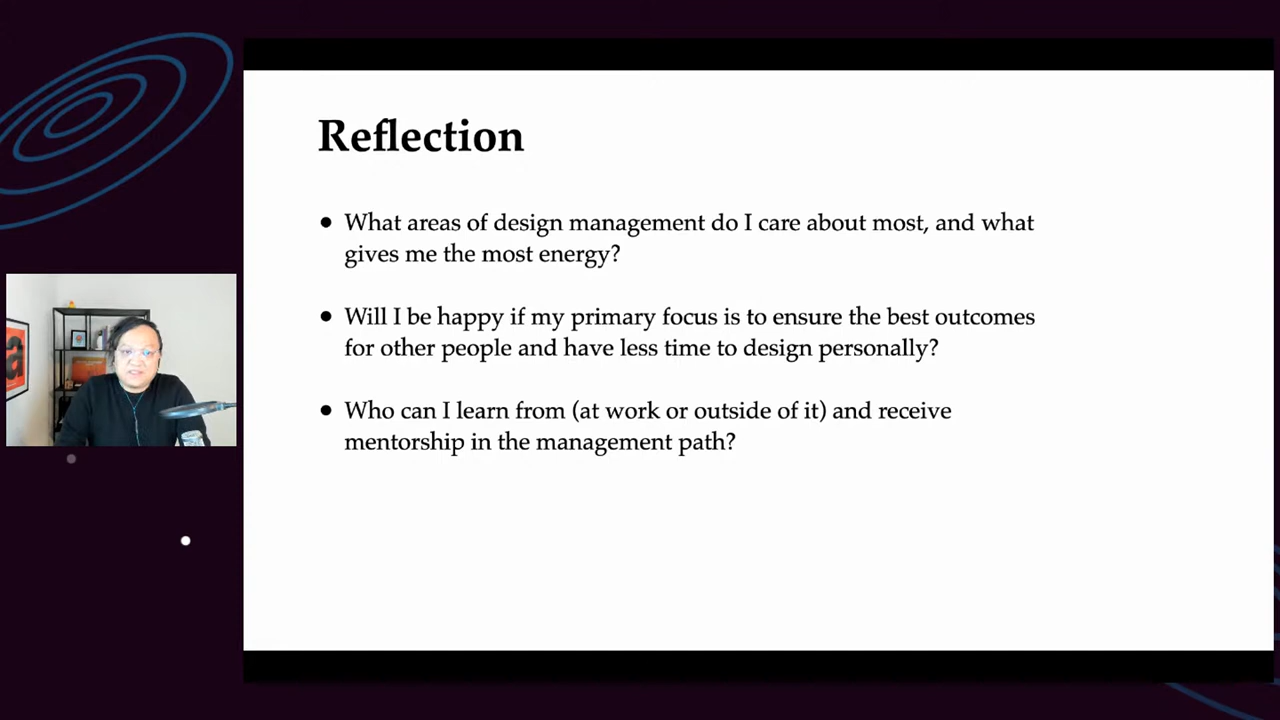 Reflection
• What areas of design management do I care about most, and what
gives me the most energy?
• Will I be happy if my primary focus is to ensure the best outcomes
for other people and have less time to design personally?
• Who can I learn from (at work or outside of it) and receive
mentorship in the management path?
a